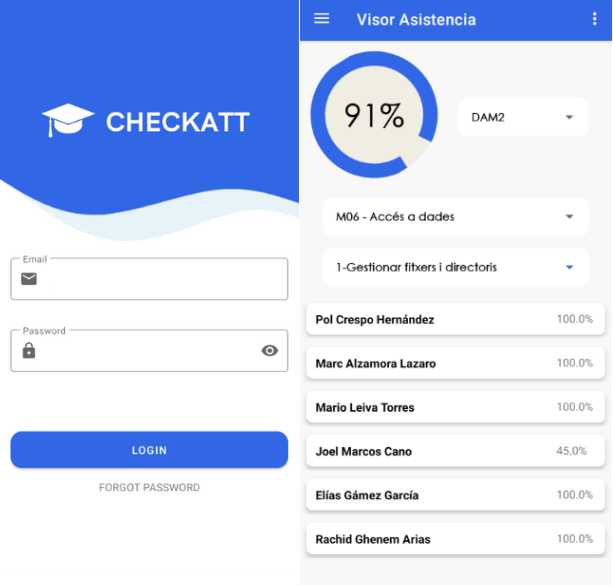 CHECKATT
Email
Password
LOGIN
FORGOT PASSWORD
Visor Asistencia
91%
DAM2
M06 - Accés a dades
1-Gestionar fitxers i directoris
Pol Crespo Hernández 100.0%
Marc Alzamora Lazaro 100.0%
Mario Leiva Torres 100.0%
Joel Marcos Cano 45.0%
Elías Gámez García 100.0%
Rachid Ghenem Arias 100.0%